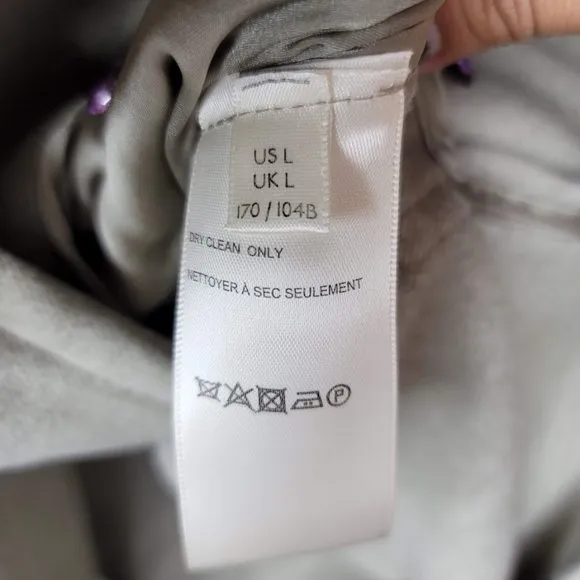 US L
UK L
170 / 104B
DRY CLEAN ONLY
NETTOYER À SEC SEULEMENT
P